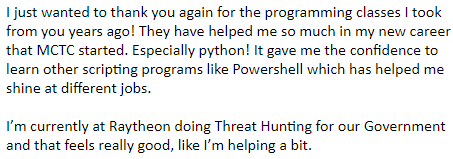 I just wanted to thank you again for the programming classes I took
from you years ago! They have helped me so much in my new career
that MCTC started. Especially python! It gave me the confidence to
learn other scripting programs like Powershell which has helped me
shine at different jobs.
I'm currently at Raytheon doing Threat Hunting for our Government
and that feels really good, like I'm helping a bit.